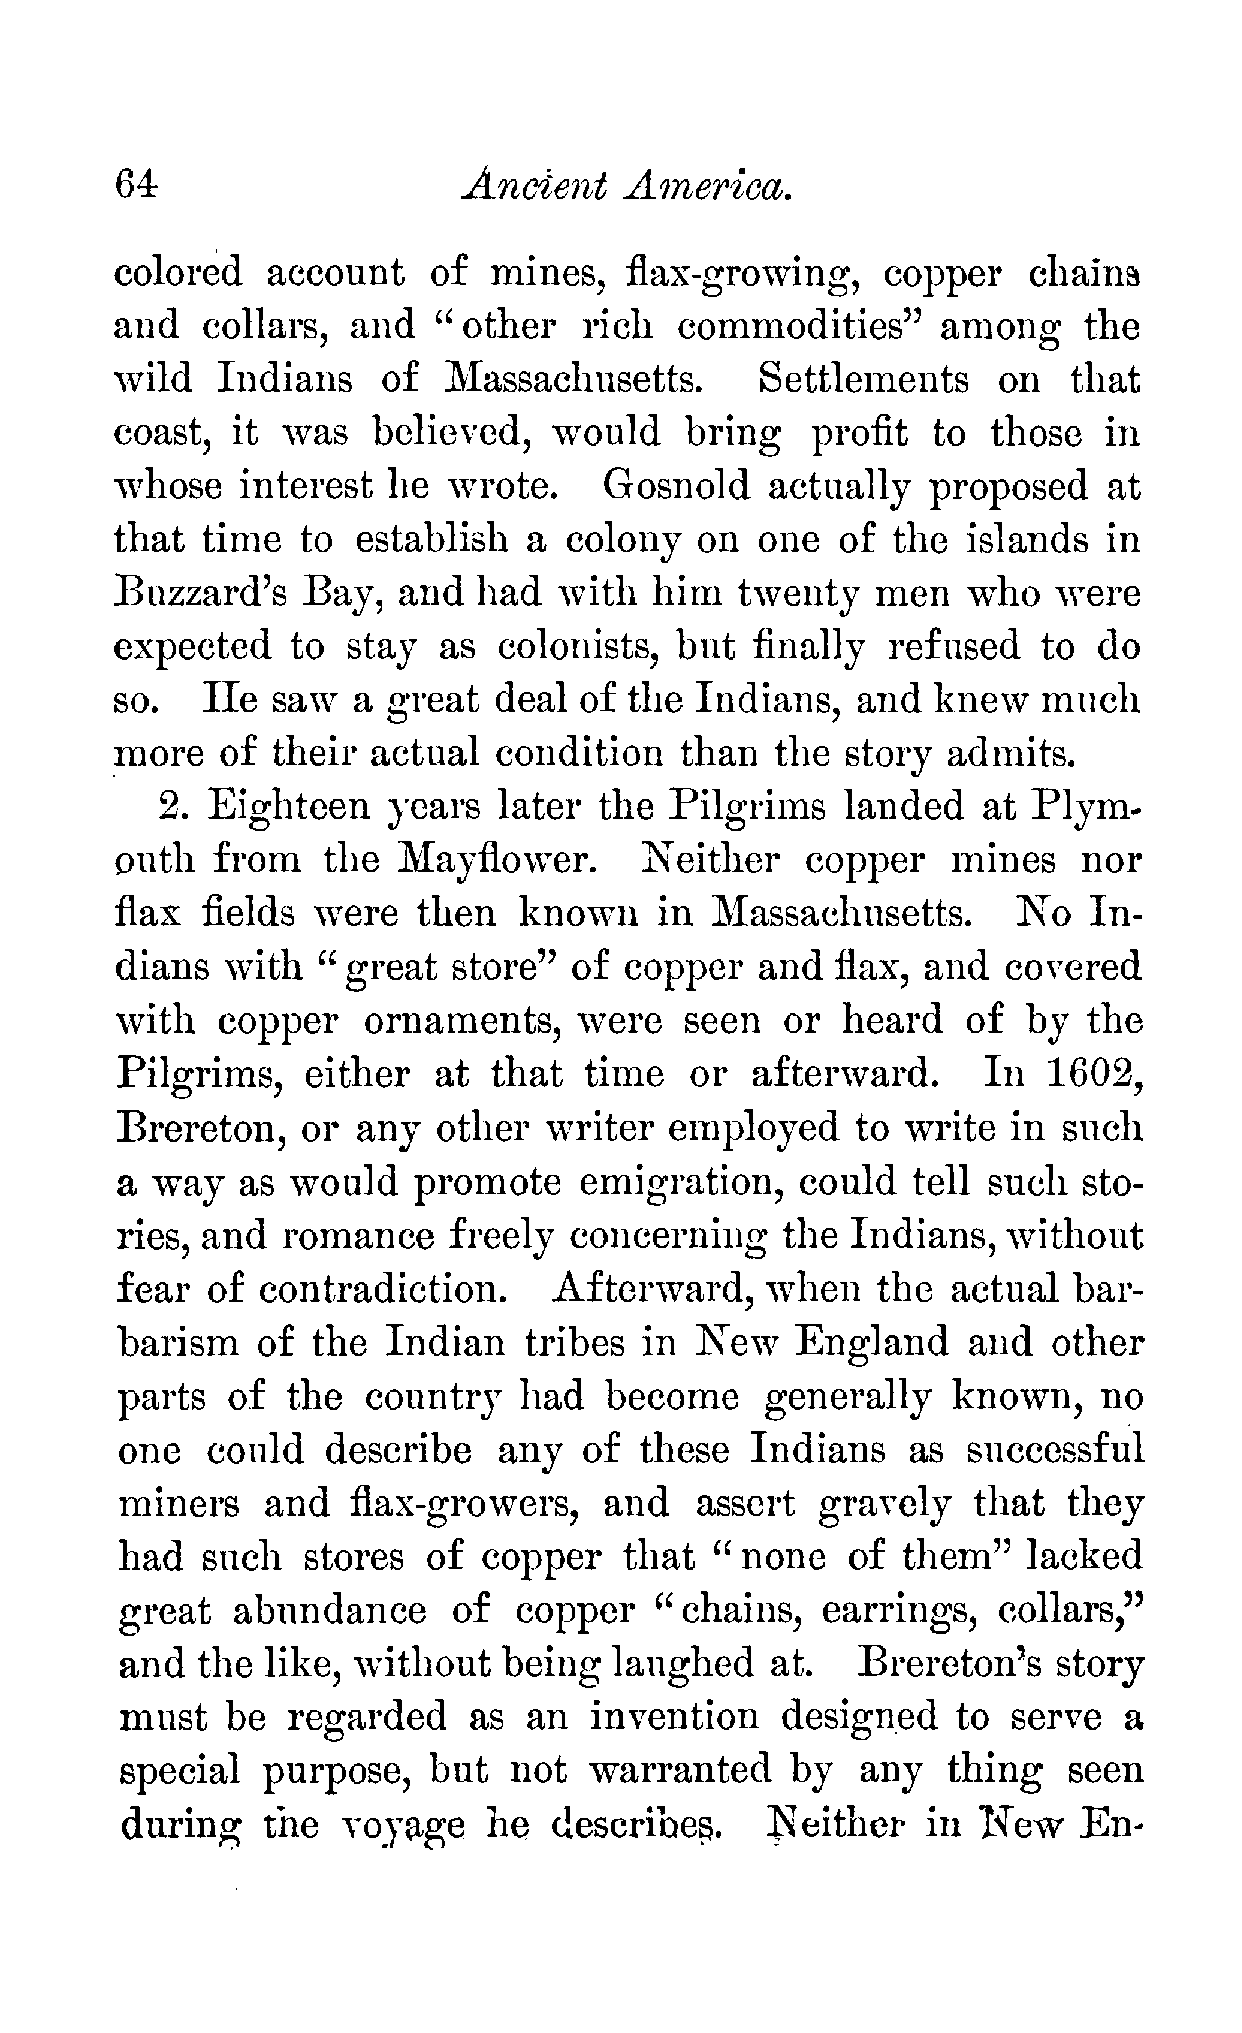 64 Ancient America.
colored account of mines, flax-growing, copper chains
and collars, and “other rich commodities” among the
wild Indians of Massachusetts. Settlements on that
coast, it was believed, would bring profit to those in
whose interest he wrote. Gosnold actually proposed at
that time to establish a colony on one of the islands in
Buzzard’s Bay, and had with him twenty men who were
expected to stay as colonists, but finally refused to do
so. He saw a great deal of the Indians, and knew much
more of their actual condition than the story admits.
2. Eighteen years later the Pilgrims landed at Plym-
outh from the Mayflower. Neither copper mines nor
flax fields were then known in Massachusetts. No In-
dians with “great store” of copper and flax, and covered
with copper ornaments, were seen or heard of by the
Pilgrims, either at that time or afterward. In 1602,
Brereton, or any other writer employed to write in such
a way as would promote emigration, could tell such sto-
ries, and romance freely concerning the Indians, without
fear of contradiction. Afterward, when the actual bar-
barism of the Indian tribes in New England and other
parts of the country had become generally known, no
one could describe any of these Indians as successful
miners and flax-growers, and assert gravely that they
had such stores of copper that “none of them” lacked
great abundance of copper “chains, earrings, collars,”
and the like, without being laughed at. Brereton’s story
must be regarded as an invention designed to serve a
special purpose, but not warranted by any thing seen
during the voyage he describes. Neither in New En-